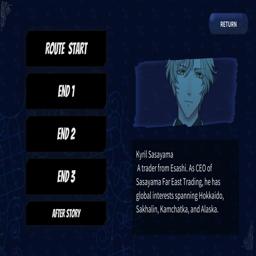 RETURN
ROUTE START
END 1
END 2
END 3
AFTER STORY
Kyril Sasayama
A trader from Esashi. As CEO of
Sasayama Far East Trading, he has
global interests spanning Hokkaido,
Sakhalin, Kamchatka, and Alaska.